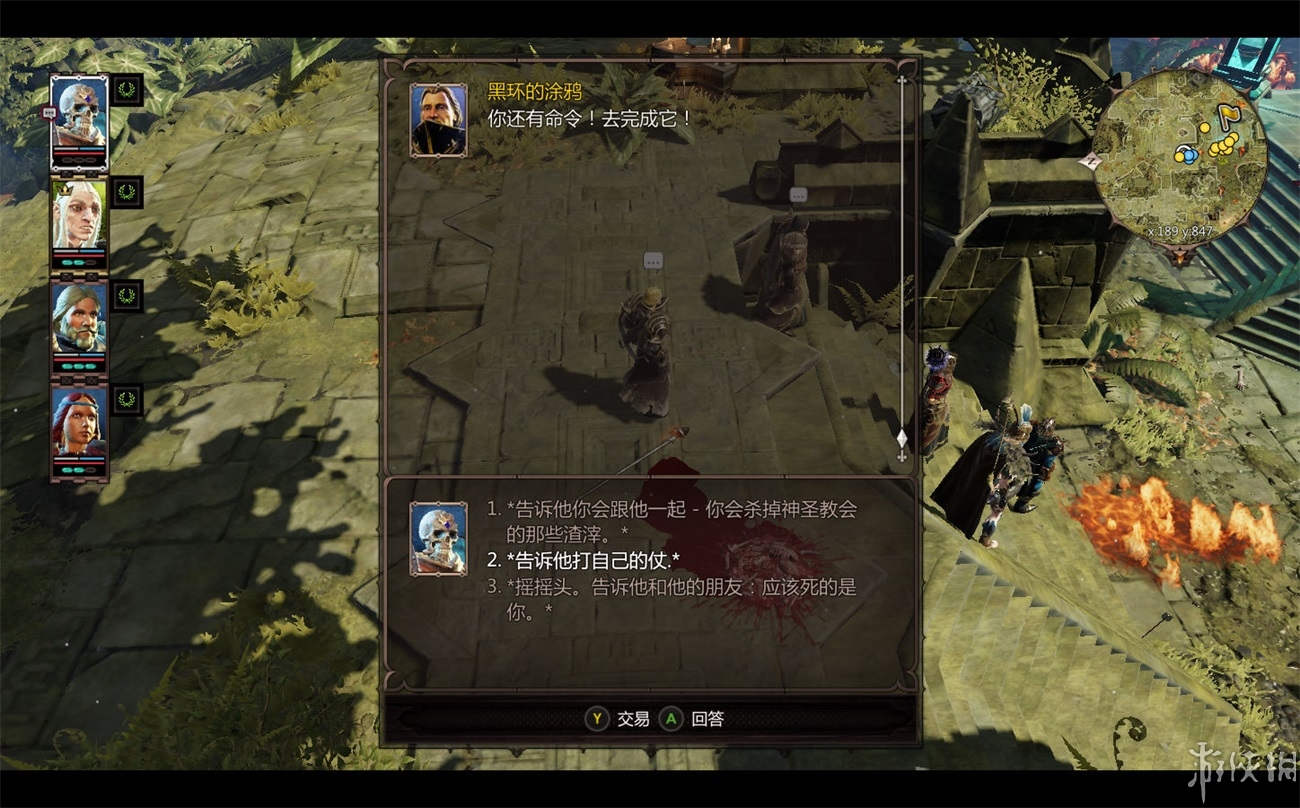 黑环的涂鸦
你还有命令！去完成它！
x:189 y:847
1. *告诉他你会跟他一起 - 你会杀掉神圣教会
的那些渣滓。*
2. *告诉他打自己的仗.*
3. *摇摇头。告诉他和他的朋友：应该死的是
你。*
Y 交易 A 回答
游侠网